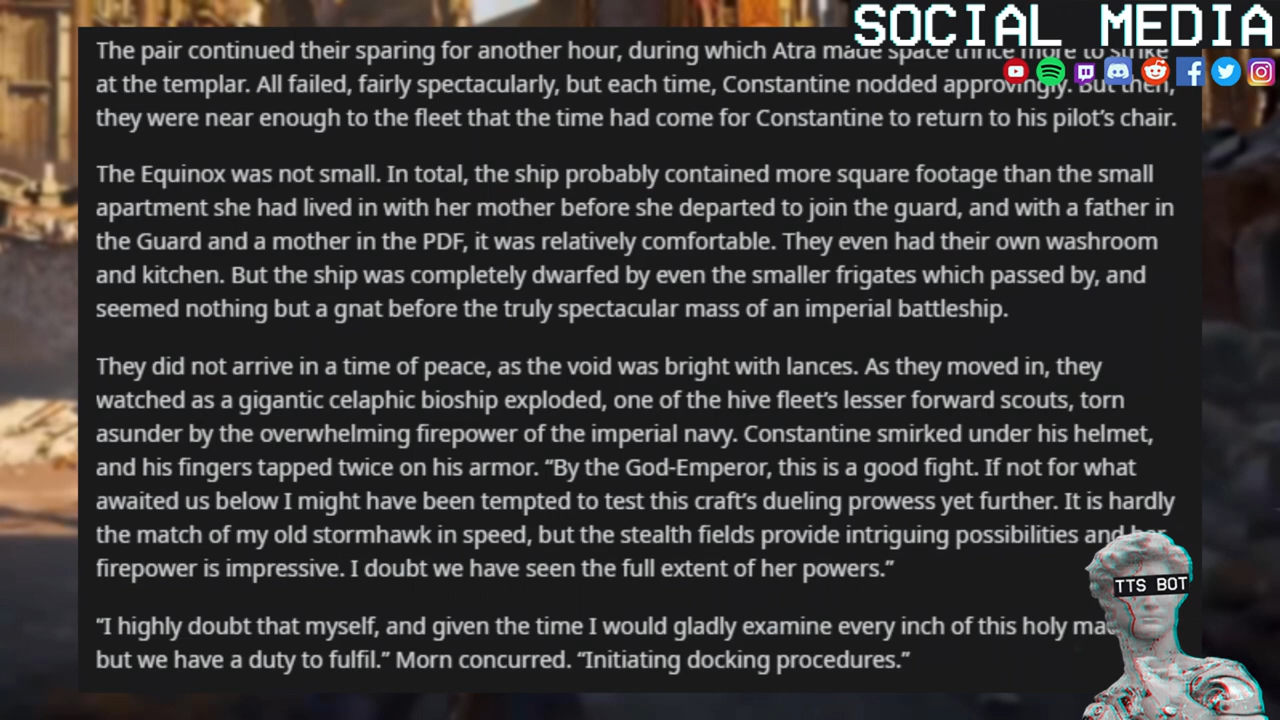 SOCIAL MEDIA
The pair continued their sparing for another hour, during which Atra made space thrice more to strike
at the templar. All failed, fairly spectacularly, but each time, Constantine nodded approvingly. But then,
they were near enough to the fleet that the time had come for Constantine to return to his pilot’s chair.
The Equinox was not small. In total, the ship probably contained more square footage than the small
apartment she had lived in with her mother before she departed to join the guard, and with a father in
the Guard and a mother in the PDF, it was relatively comfortable. They even had their own washroom
and kitchen. But the ship was completely dwarfed by even the smaller frigates which passed by, and
seemed nothing but a gnat before the truly spectacular mass of an imperial battleship.
They did not arrive in a time of peace, as the void was bright with lances. As they moved in, they
watched as a gigantic celaphic bioship exploded, one of the hive fleet’s lesser forward scouts, torn
asunder by the overwhelming firepower of the imperial navy. Constantine smirked under his helmet,
and his fingers tapped twice on his armor. “By the God-Emperor, this is a good fight. If not for what
awaited us below I might have been tempted to test this craft’s dueling prowess yet further. It is hardly
the match of my old stormhawk in speed, but the stealth fields provide intriguing possibilities and her
firepower is impressive. I doubt we have seen the full extent of her powers.”
“I highly doubt that myself, and given the time I would gladly examine every inch of this holy
but we have a duty to fulfil.” Morn concurred. “Initiating docking procedures.”
TTS BOT